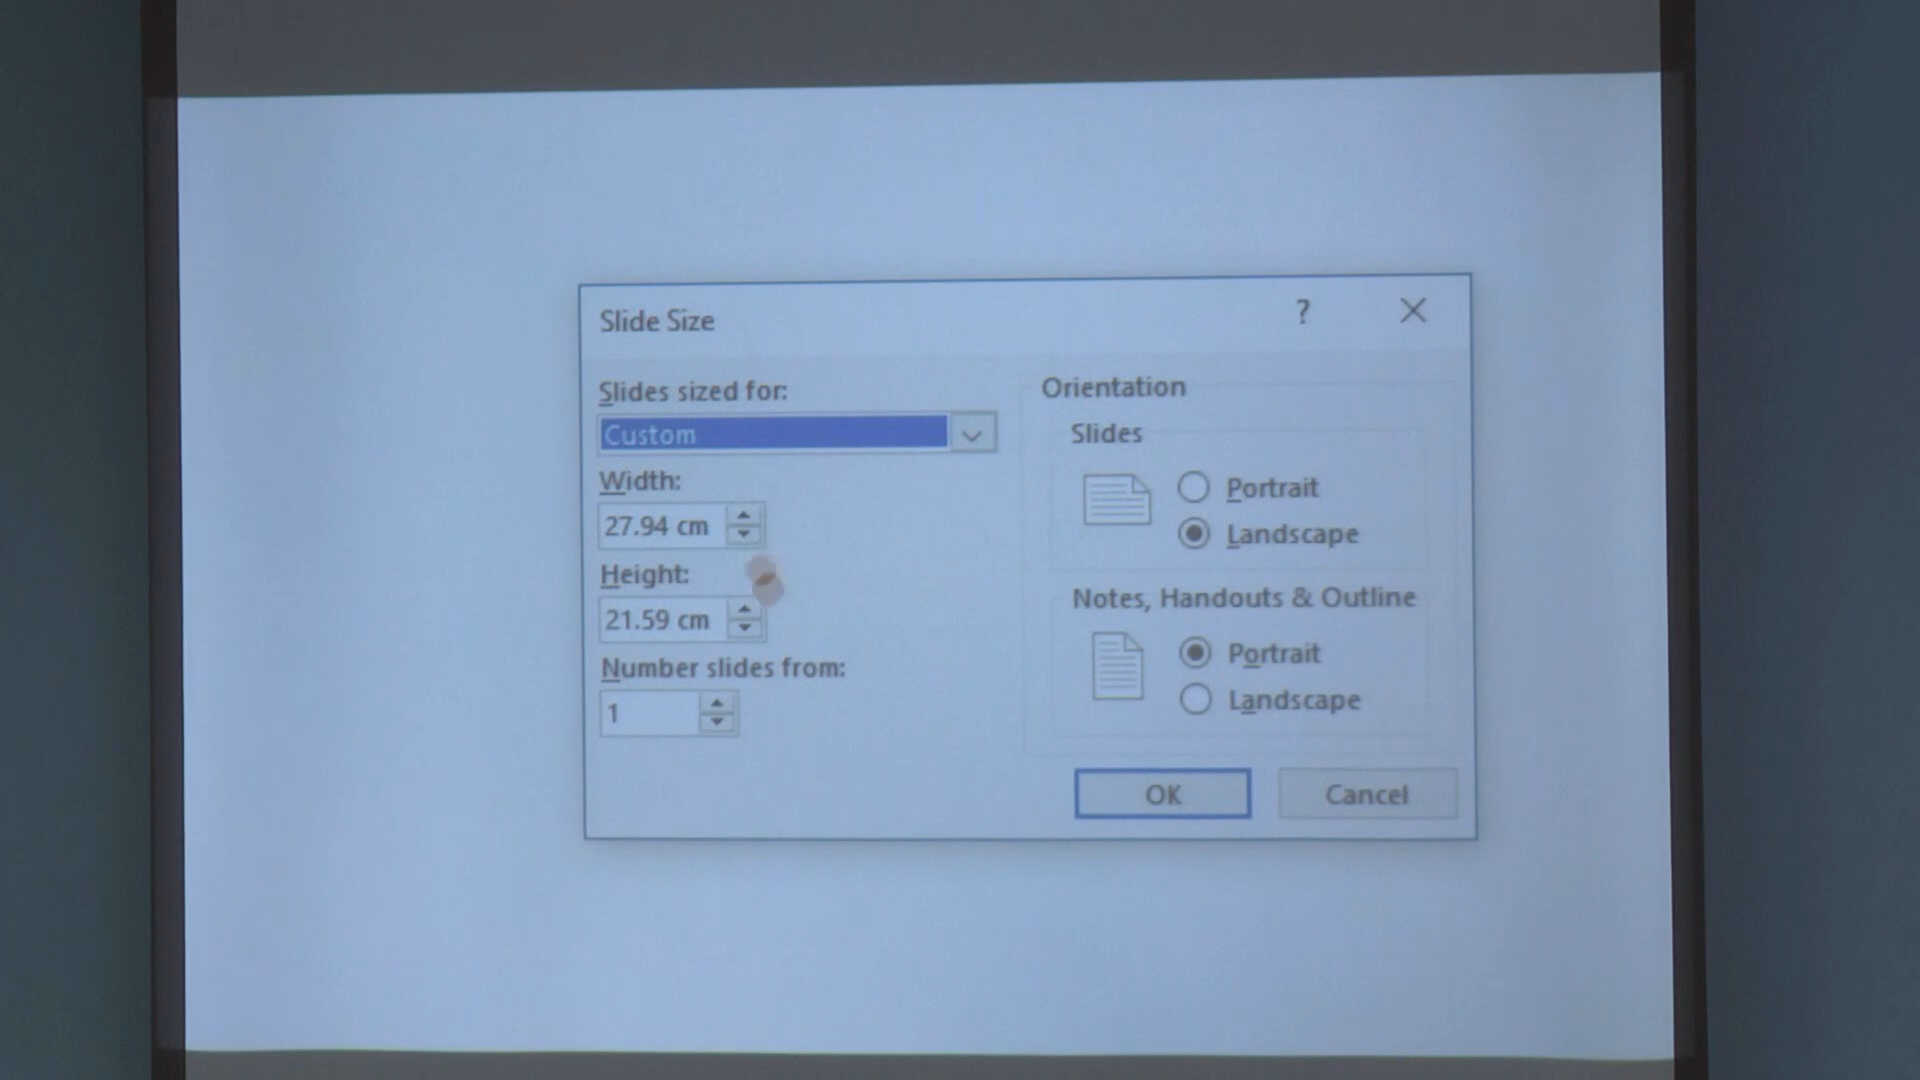 Slide Size
?
Slides sized for:
Custom
Width:
27.94 cm
Height:
21.59 cm
Number slides from:
1
Orientation
Slides
Portrait
Landscape
Notes, Handouts & Outline
Portrait
Landscape
OK
Cancel